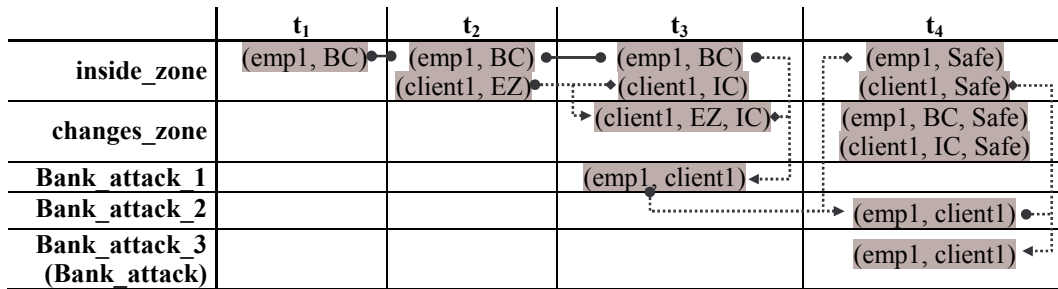 t1 t2 t3 t4
inside_zone (emp1, BC) (emp1, BC) (emp1, BC) (emp1, Safe)
(client1, EZ) (client1, IC) (client1, Safe)
changes_zone (client1, EZ, IC) (emp1, BC, Safe)
(client1, IC, Safe)
Bank_attack_1 (emp1, client1)
Bank_attack_2 (emp1, client1)
Bank_attack_3 (emp1, client1)
(Bank_attack)